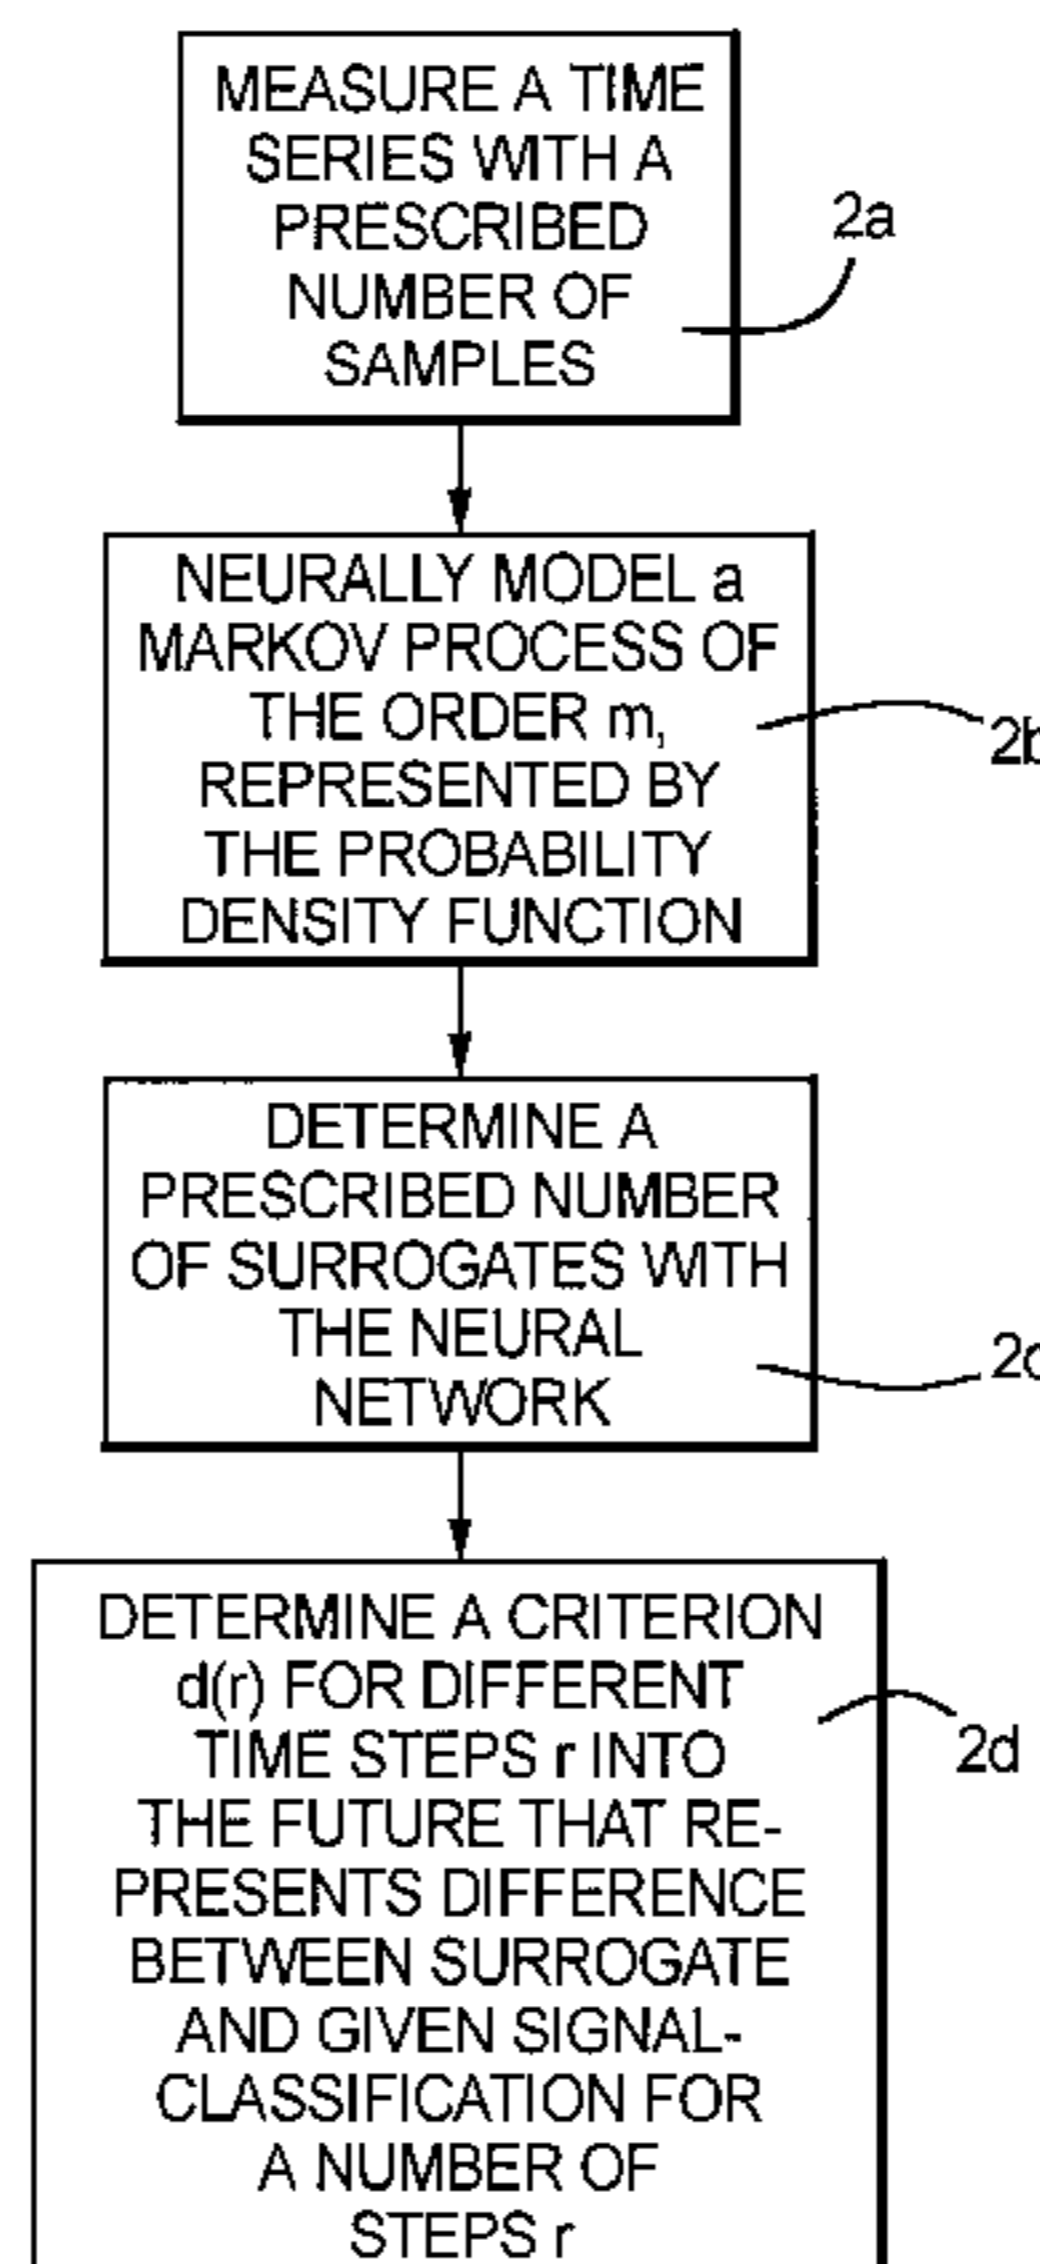 MEASURE A TIME
SERIES WITH A
PRESCRIBED
NUMBER OF
SAMPLES
2a
NEURALLY MODEL a
MARKOV PROCESS OF
THE ORDER m,
REPRESENTED BY
THE PROBABILITY
DENSITY FUNCTION
2b
DETERMINE A
PRESCRIBED NUMBER
OF SURROGATES WITH
THE NEURAL
NETWORK
2c
DETERMINE A CRITERION
d(r) FOR DIFFERENT
TIME STEPS r INTO
THE FUTURE THAT RE-
PRESENTS DIFFERENCE
BETWEEN SURROGATE
AND GIVEN SIGNAL-
CLASSIFICATION FOR
A NUMBER OF
STEPS r
2d